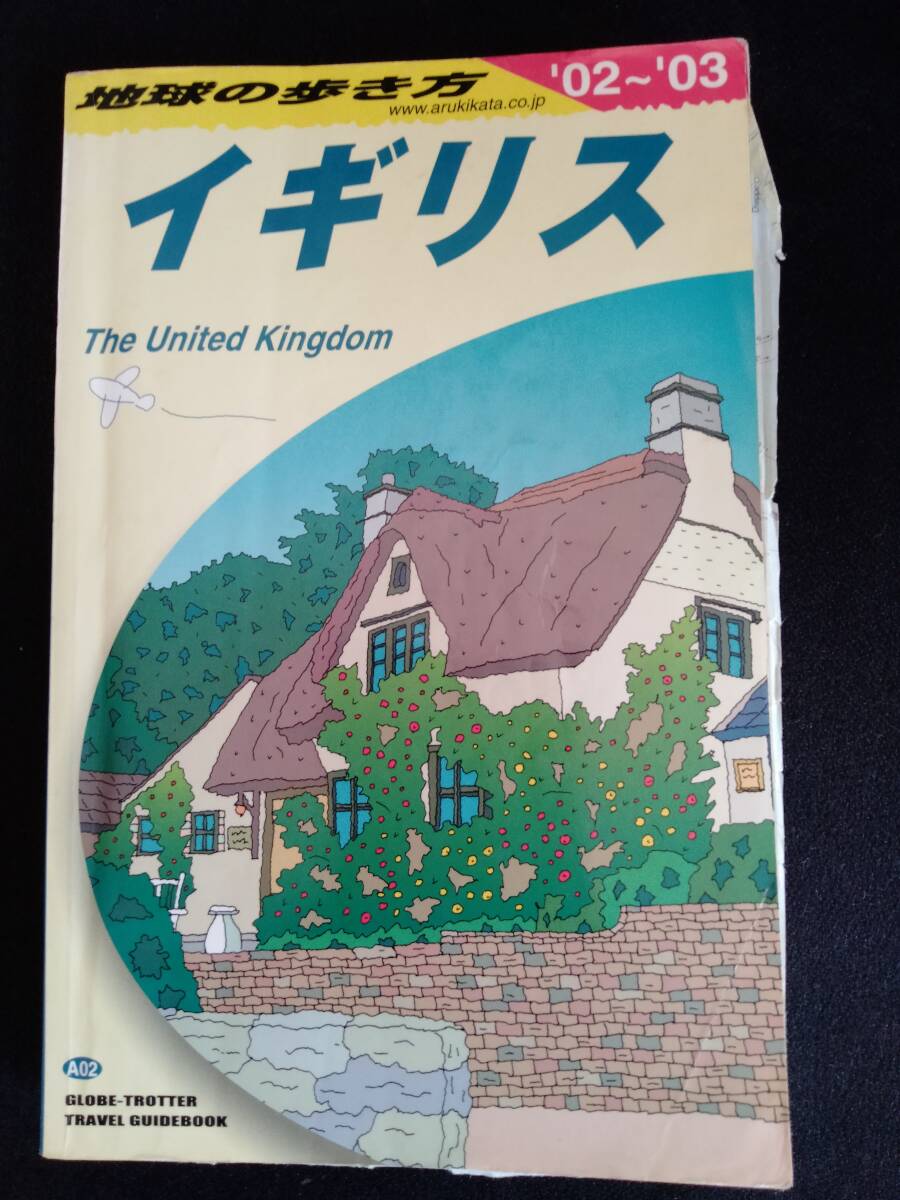 地球の歩き方
www.arukikata.co.jp
'02~'03
イギリス
The United Kingdom
A02
GLOBE-TROTTER
TRAVEL GUIDEBOOK